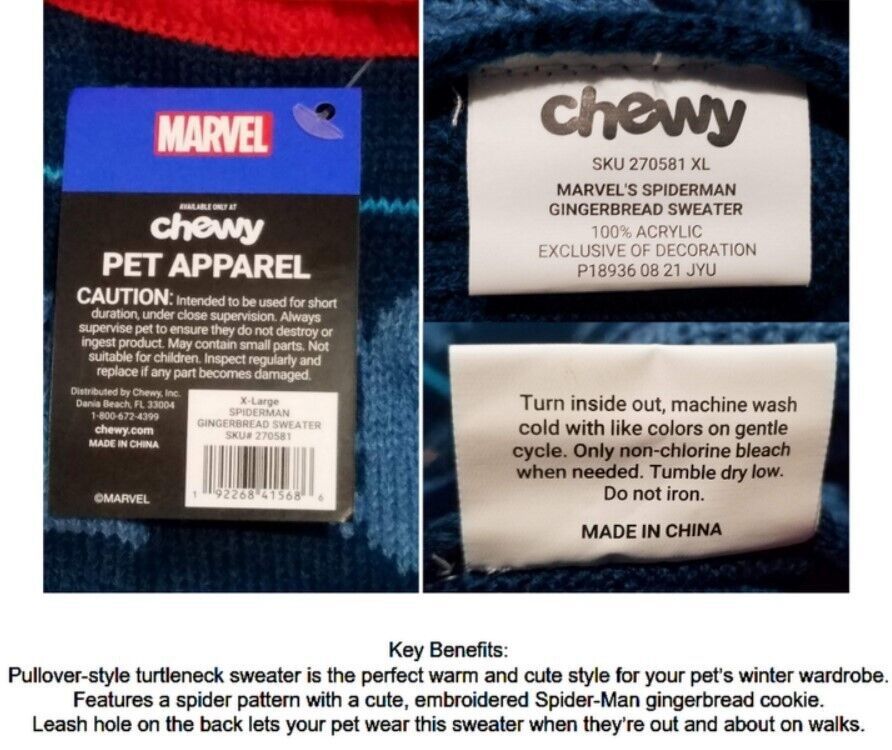 MARVEL
AVAILABLE ONLY AT
chewy
PET APPAREL
CAUTION: Intended to be used for short
duration, under close supervision. Always
supervise pet to ensure they do not destroy or
ingest product. May contain small parts. Not
suitable for children. Inspect regularly and
replace if any part becomes damaged.
Distributed by Chewy, Inc.
Dania Beach, FL 33004
1-800-672-4399
chewy.com
MADE IN CHINA
©MARVEL
X-Large
SPIDERMAN
GINGERBREAD SWEATER
SKU# 270581
1 92268 41568 6
chewy
SKU 270581 XL
MARVEL'S SPIDERMAN
GINGERBREAD SWEATER
100% ACRYLIC
EXCLUSIVE OF DECORATION
P18936 08 21 JYU
Turn inside out, machine wash
cold with like colors on gentle
cycle. Only non-chlorine bleach
when needed. Tumble dry low.
Do not iron.
MADE IN CHINA
Key Benefits:
Pullover-style turtleneck sweater is the perfect warm and cute style for your pet's winter wardrobe.
Features a spider pattern with a cute, embroidered Spider-Man gingerbread cookie.
Leash hole on the back lets your pet wear this sweater when they're out and about on walks.